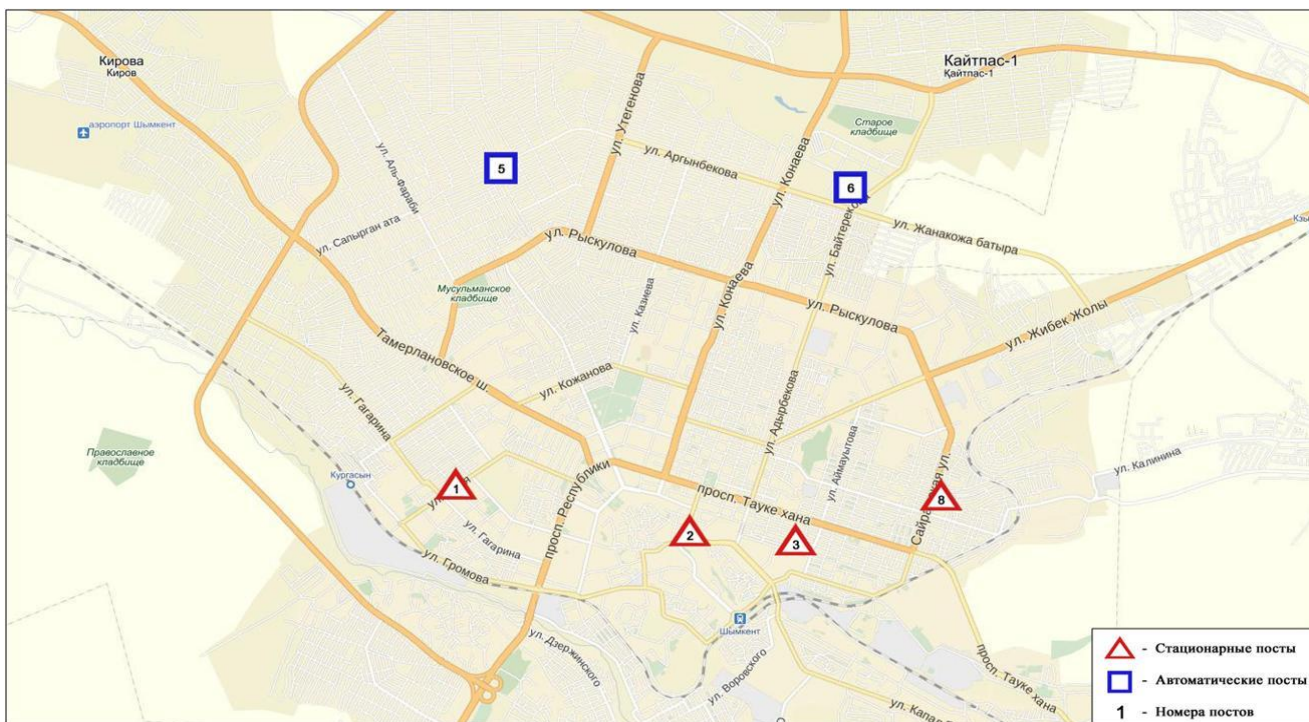 Кирова
Киров
аэропорт Шымкент
Кайтпас-1
Қайтпас-1
Старое
кладбище
ул. Утегенова
ул. Аль-Фараби
5
ул. Аргынбекова
ул. Конаева
6
ул. Байтерекова
ул. Жанакожа батыра
ул. Сапырган ата
ул. Рыскулова
Мусульманское
кладбище
ул. Казиева
ул. Конаева
ул. Рыскулова
ул. Жибек Жолы
Тамерлановское ш.
ул. Кожанова
ул. Гагарина
ул. Адырбекова
ул. Аймаутова
Православное
кладбище
Кургасын
ул. Калинина
1
просп. Республики
просп. Тауке хана
Сайрамская ул.
8
2
3
ул. Гагарина
ул. Громова
Шымкент
ул. Дзержинского
ул. Воровского
просп. Тауке хана
- Стационарные посты
- Автоматические посты
1 - Номера постов